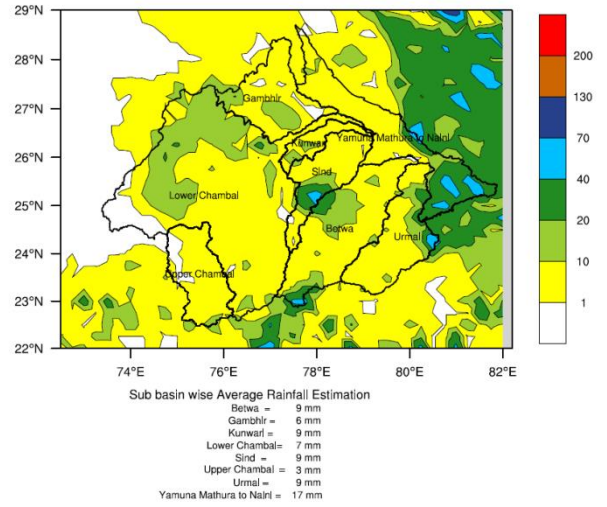 29°N
28°N
27°N
26°N
25°N
24°N
23°N
22°N
74°E
76°E
78°E
80°E
82°E
Gambhir
Kunwari
Yamuna Mathura to Nainl
Sind
Lower Chambal
Betwa
Urmal
Upper Chambal
200
130
70
40
20
10
1
Sub basin wise Average Rainfall Estimation
Betwa = 9 mm
Gambhir = 6 mm
Kunwari = 9 mm
Lower Chambal= 7 mm
Sind = 9 mm
Upper Chambal = 3 mm
Urmal = 9 mm
Yamuna Mathura to Nainl = 17 mm